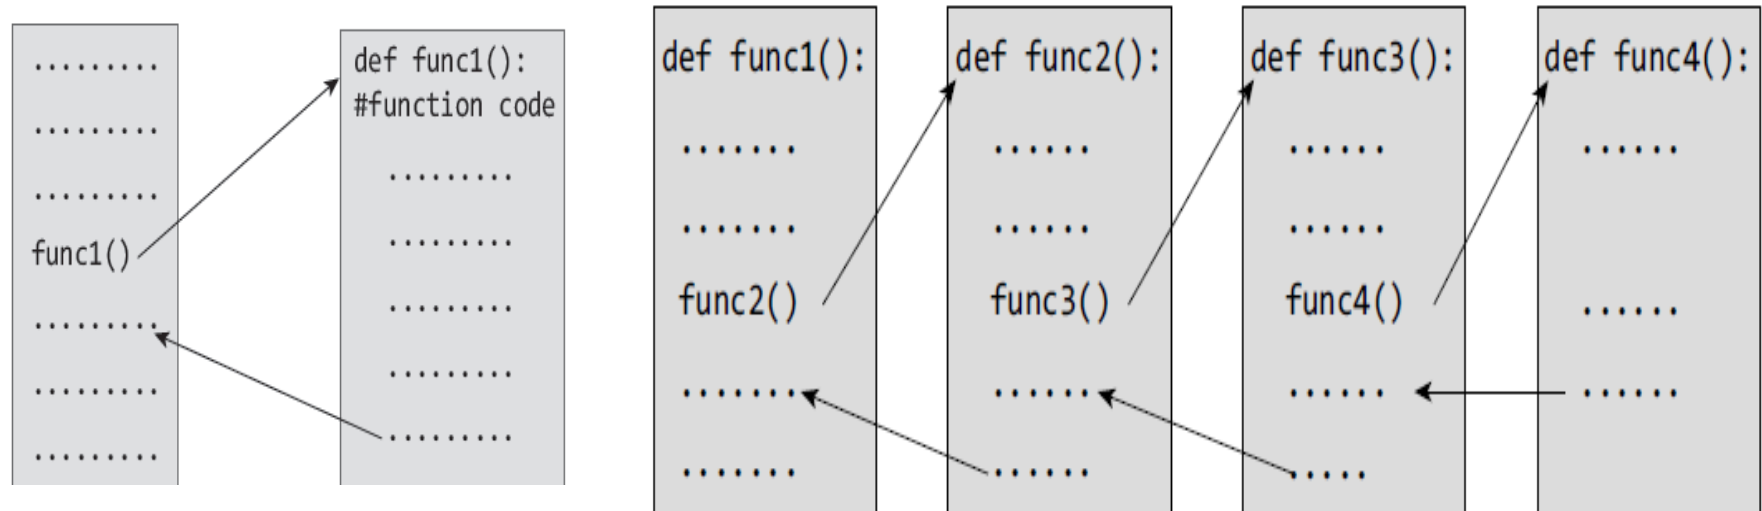 .........
.........
.........
func1()
.........
.........
.........
def func1():
#function code
.........
.........
.........
.........
.........
def func1():
.......
.......
func2()
.......
.......
def func2():
......
......
func3()
......
......
def func3():
......
......
func4()
......
.....
def func4():
......
......
......